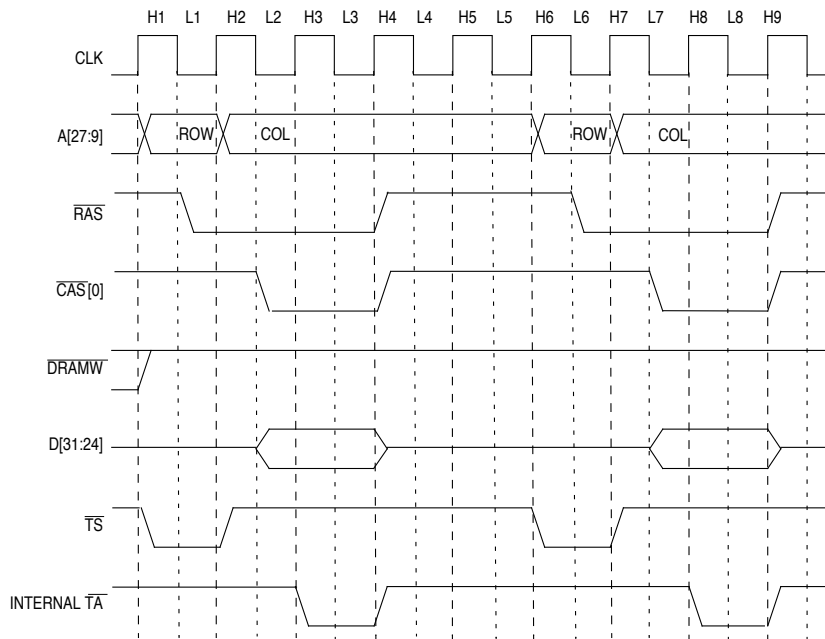 H1 L1 H2 L2 H3 L3 H4 L4 H5 L5 H6 L6 H7 L7 H8 L8 H9
CLK
A[27:9] ROW COL ROW COL
RAS
CAS[0]
DRAMW
D[31:24]
TS
INTERNAL TA